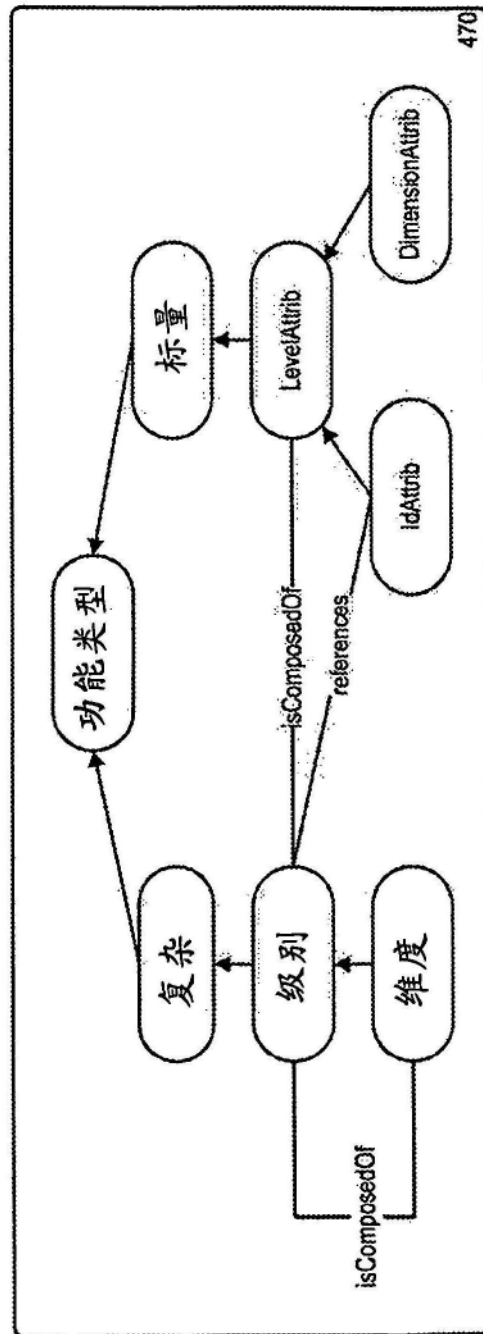 功能类型
复杂
标量
级别
isComposedOf
LevelAttrib
references
维度
IdAttrib
DimensionAttrib
isComposedOf
470